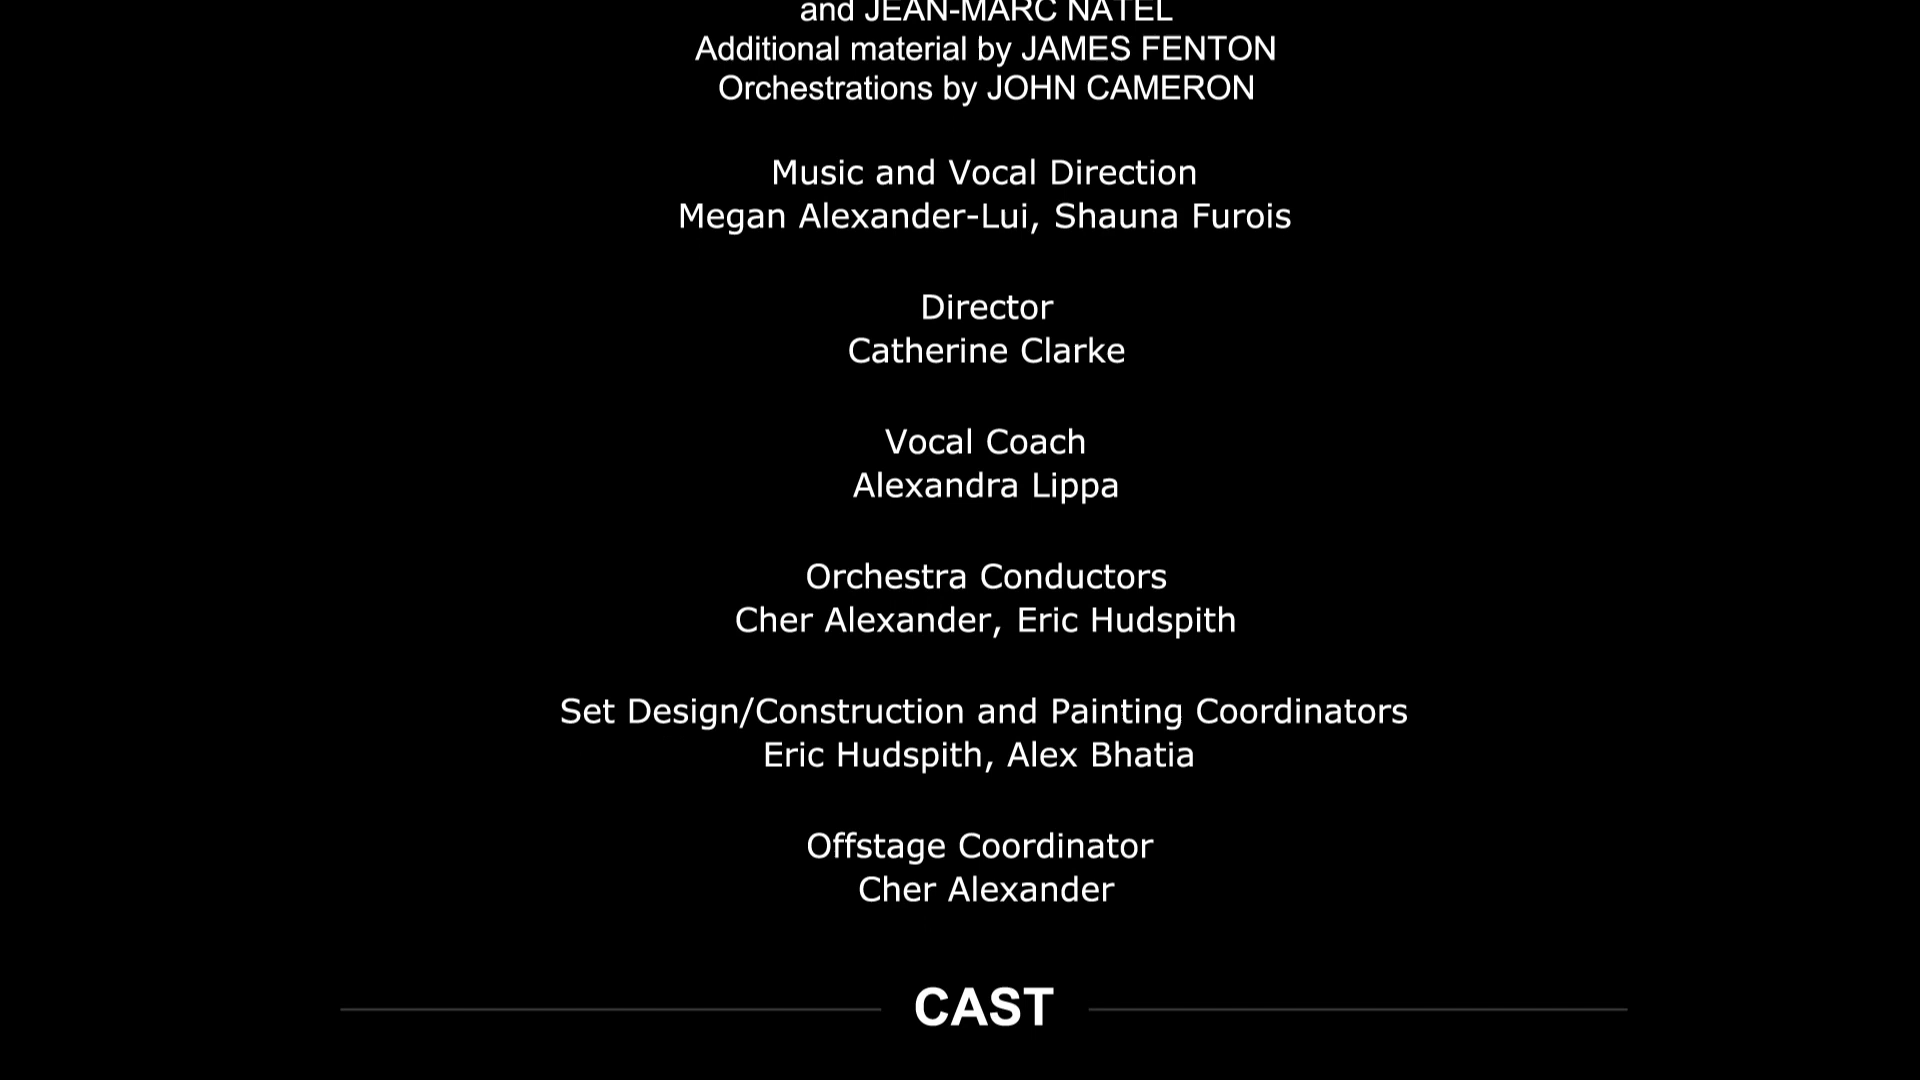 and JEAN-MARC NATEL
Additional material by JAMES FENTON
Orchestrations by JOHN CAMERON
Music and Vocal Direction
Megan Alexander-Lui, Shauna Furois
Director
Catherine Clarke
Vocal Coach
Alexandra Lippa
Orchestra Conductors
Cher Alexander, Eric Hudspith
Set Design/Construction and Painting Coordinators
Eric Hudspith, Alex Bhatia
Offstage Coordinator
Cher Alexander
CAST